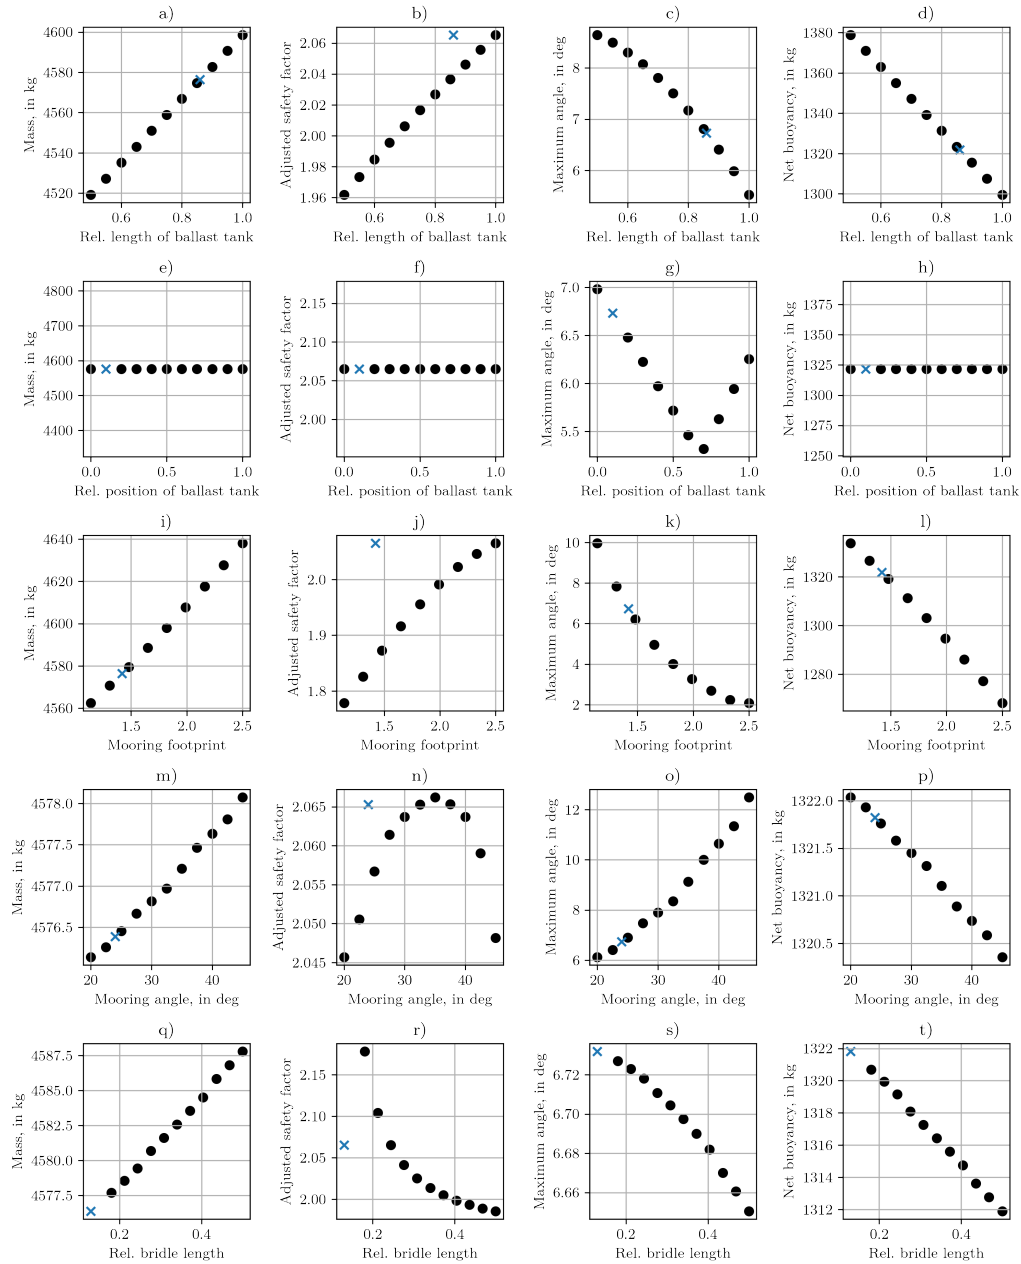 a)
Mass, in kg
4600
4580
4560
4540
4520
0.6
0.8
1.0
Rel. length of ballast tank
b)
Adjusted safety factor
2.06
2.04
2.02
2.00
1.98
1.96
0.6
0.8
1.0
Rel. length of ballast tank
c)
Maximum angle, in deg
8
7
6
0.6
0.8
1.0
Rel. length of ballast tank
d)
Net buoyancy, in kg
1380
1360
1340
1320
1300
0.6
0.8
1.0
Rel. length of ballast tank
e)
Mass, in kg
4800
4700
4600
4500
4400
0.0
0.5
1.0
Rel. position of ballast tank
f)
Adjusted safety factor
2.15
2.10
2.05
2.00
0.0
0.5
1.0
Rel. position of ballast tank
g)
Maximum angle, in deg
7.0
6.5
6.0
5.5
0.0
0.5
1.0
Rel. position of ballast tank
h)
Net buoyancy, in kg
1375
1350
1325
1300
1275
1250
0.0
0.5
1.0
Rel. position of ballast tank
i)
Mass, in kg
4640
4620
4600
4580
4560
1.5
2.0
2.5
Mooring footprint
j)
Adjusted safety factor
2.0
1.9
1.8
1.5
2.0
2.5
Mooring footprint
k)
Maximum angle, in deg
10
8
6
4
2
1.5
2.0
2.5
Mooring footprint
l)
Net buoyancy, in kg
1320
1300
1280
1.5
2.0
2.5
Mooring footprint
m)
Mass, in kg
4578.0
4577.5
4577.0
4576.5
20
30
40
Mooring angle, in deg
n)
Adjusted safety factor
2.065
2.060
2.055
2.050
2.045
20
30
40
Mooring angle, in deg
o)
Maximum angle, in deg
12
10
8
6
20
30
40
Mooring angle, in deg
p)
Net buoyancy, in kg
1322.0
1321.5
1321.0
1320.5
20
30
40
Mooring angle, in deg
q)
Mass, in kg
4587.5
4585.0
4582.5
4580.0
4577.5
0.2
0.4
Rel. bridle length
r)
Adjusted safety factor
2.15
2.10
2.05
2.00
0.2
0.4
Rel. bridle length
s)
Maximum angle, in deg
6.72
6.70
6.68
6.66
0.2
0.4
Rel. bridle length
t)
Net buoyancy, in kg
1322
1320
1318
1316
1314
1312
0.2
0.4
Rel. bridle length